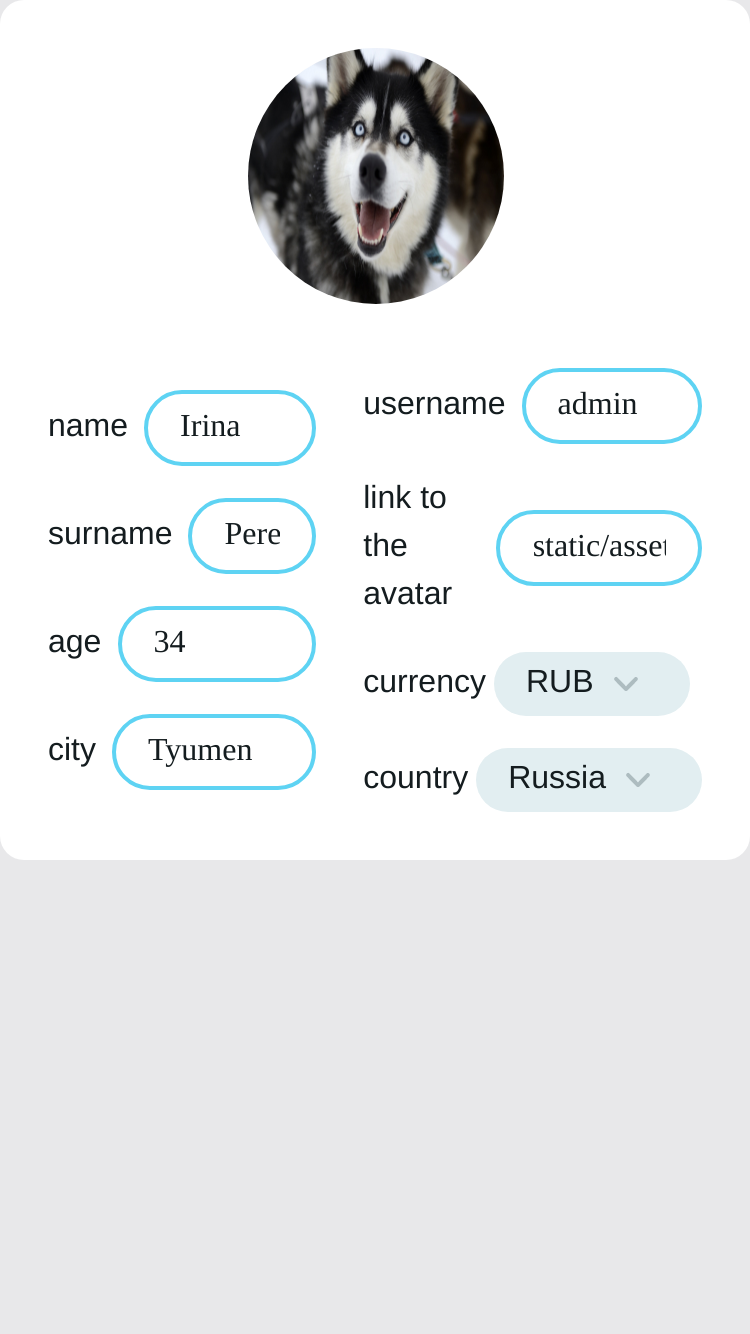 name Irina
surname Pere
age 34
city Tyumen
username admin
link to
the
avatar
static/asset
currency RUB
country Russia